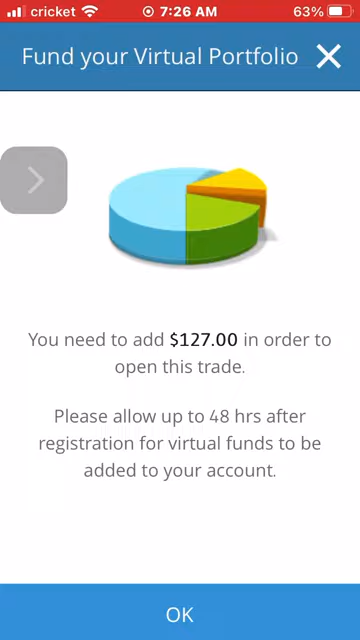 cricket 7:26 AM 63%
Fund your Virtual Portfolio
You need to add $127.00 in order to
open this trade.
Please allow up to 48 hrs after
registration for virtual funds to be
added to your account.
OK